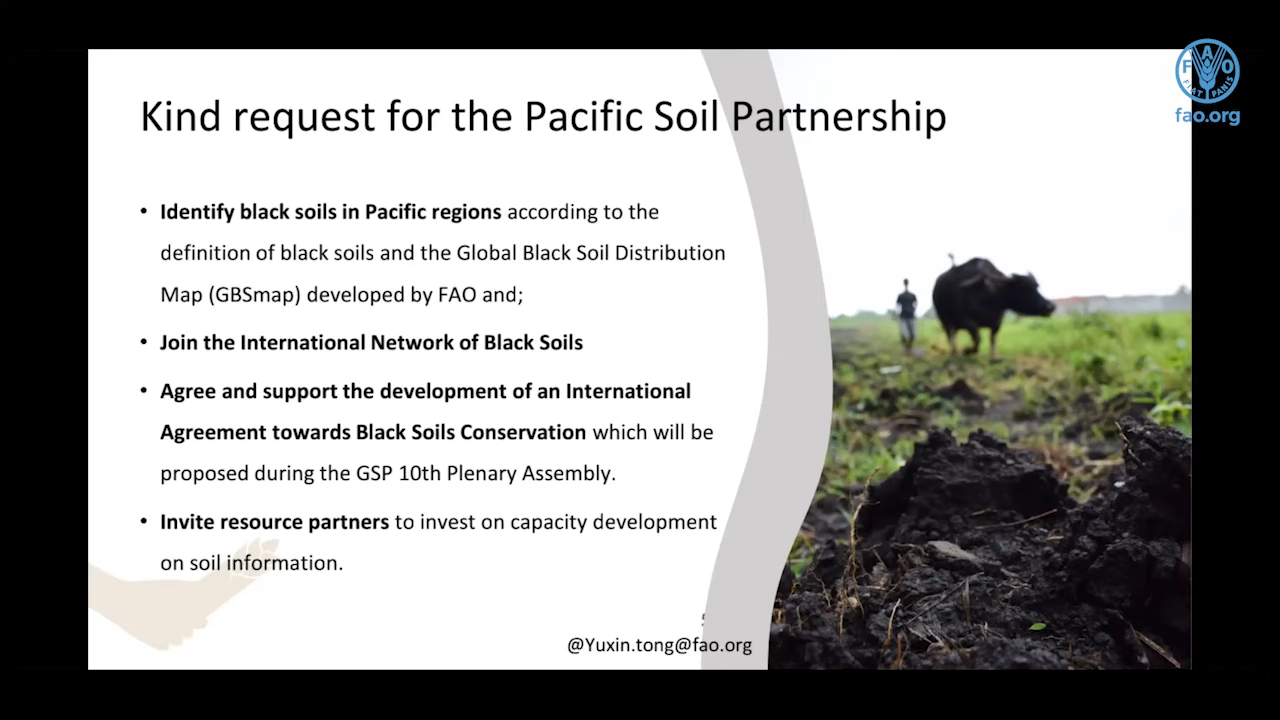 Kind request for the Pacific Soil Partnership
• Identify black soils in Pacific regions according to the
definition of black soils and the Global Black Soil Distribution
Map (GBSmap) developed by FAO and;
• Join the International Network of Black Soils
• Agree and support the development of an International
Agreement towards Black Soils Conservation which will be
proposed during the GSP 10th Plenary Assembly.
• Invite resource partners to invest on capacity development
on soil information.
@Yuxin.tong@fao.org
FAO
FIAT PANIS
fao.org